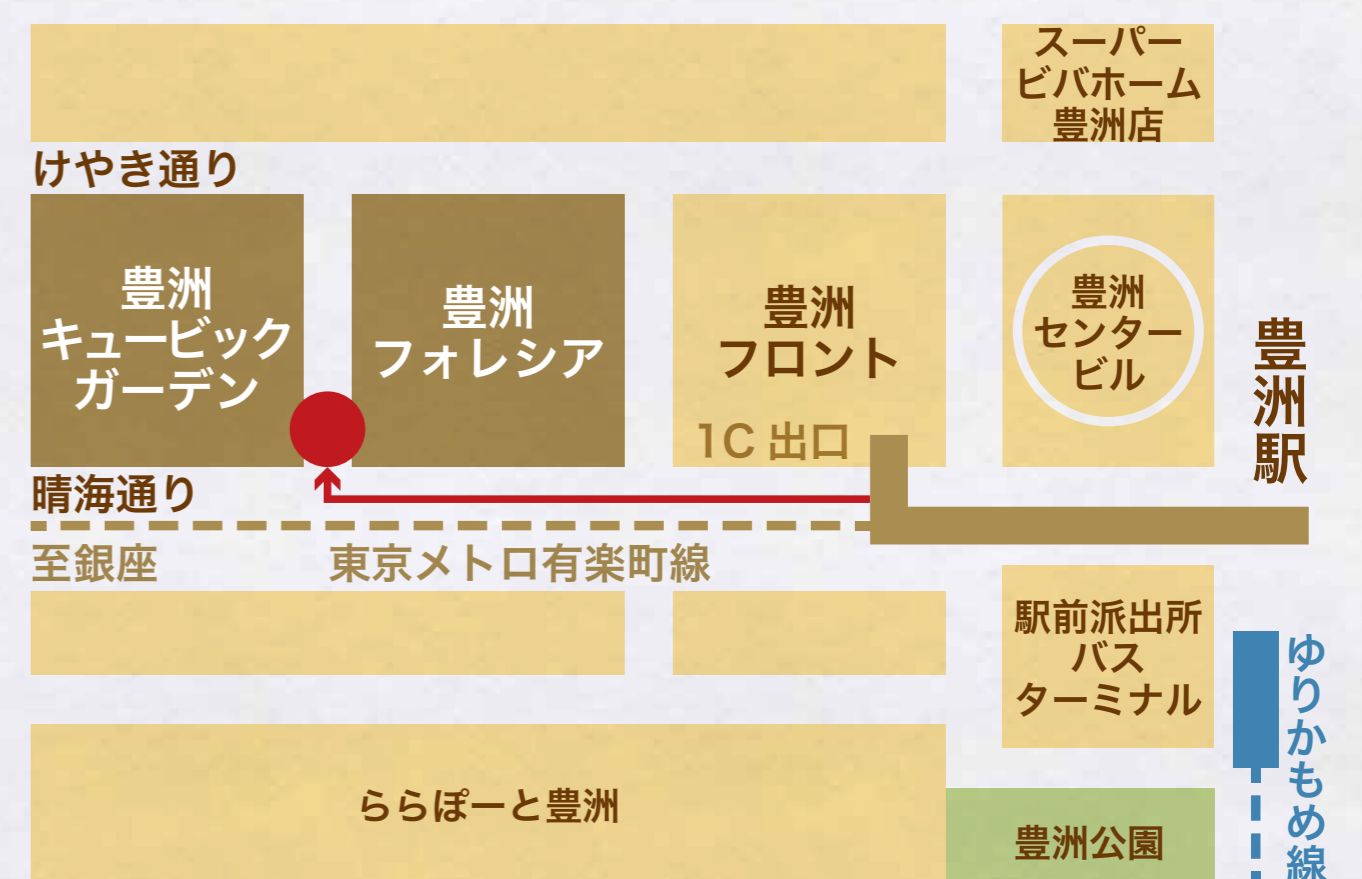 スーパー
ビバホーム
豊洲店
けやき通り
豊洲
キュービック
ガーデン
豊洲
フォレシア
豊洲
フロント
1C 出口
豊洲
センター
ビル
豊洲駅
晴海通り
至銀座
東京メトロ有楽町線
駅前派出所
バス
ターミナル
ゆりかもめ線
ららぽーと豊洲
豊洲公園